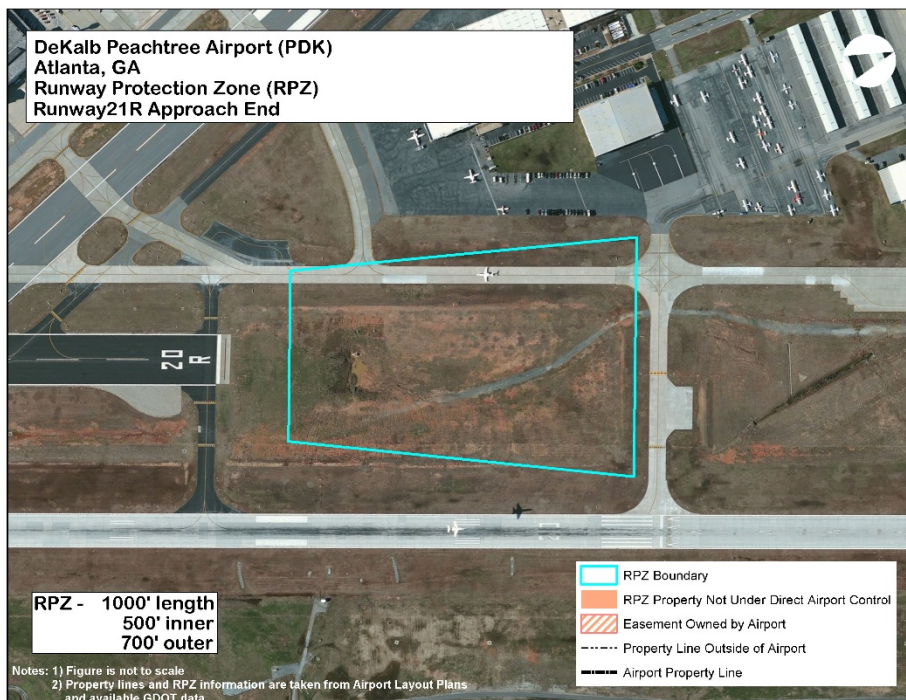 DeKalb Peachtree Airport (PDK)
Atlanta, GA
Runway Protection Zone (RPZ)
Runway21R Approach End
20
R
RPZ - 1000' length
500' inner
700' outer
RPZ Boundary
RPZ Property Not Under Direct Airport Control
Easement Owned by Airport
Property Line Outside of Airport
Airport Property Line
Notes: 1) Figure is not to scale
2) Property lines and RPZ information are taken from Airport Layout Plans
and available GDOT data